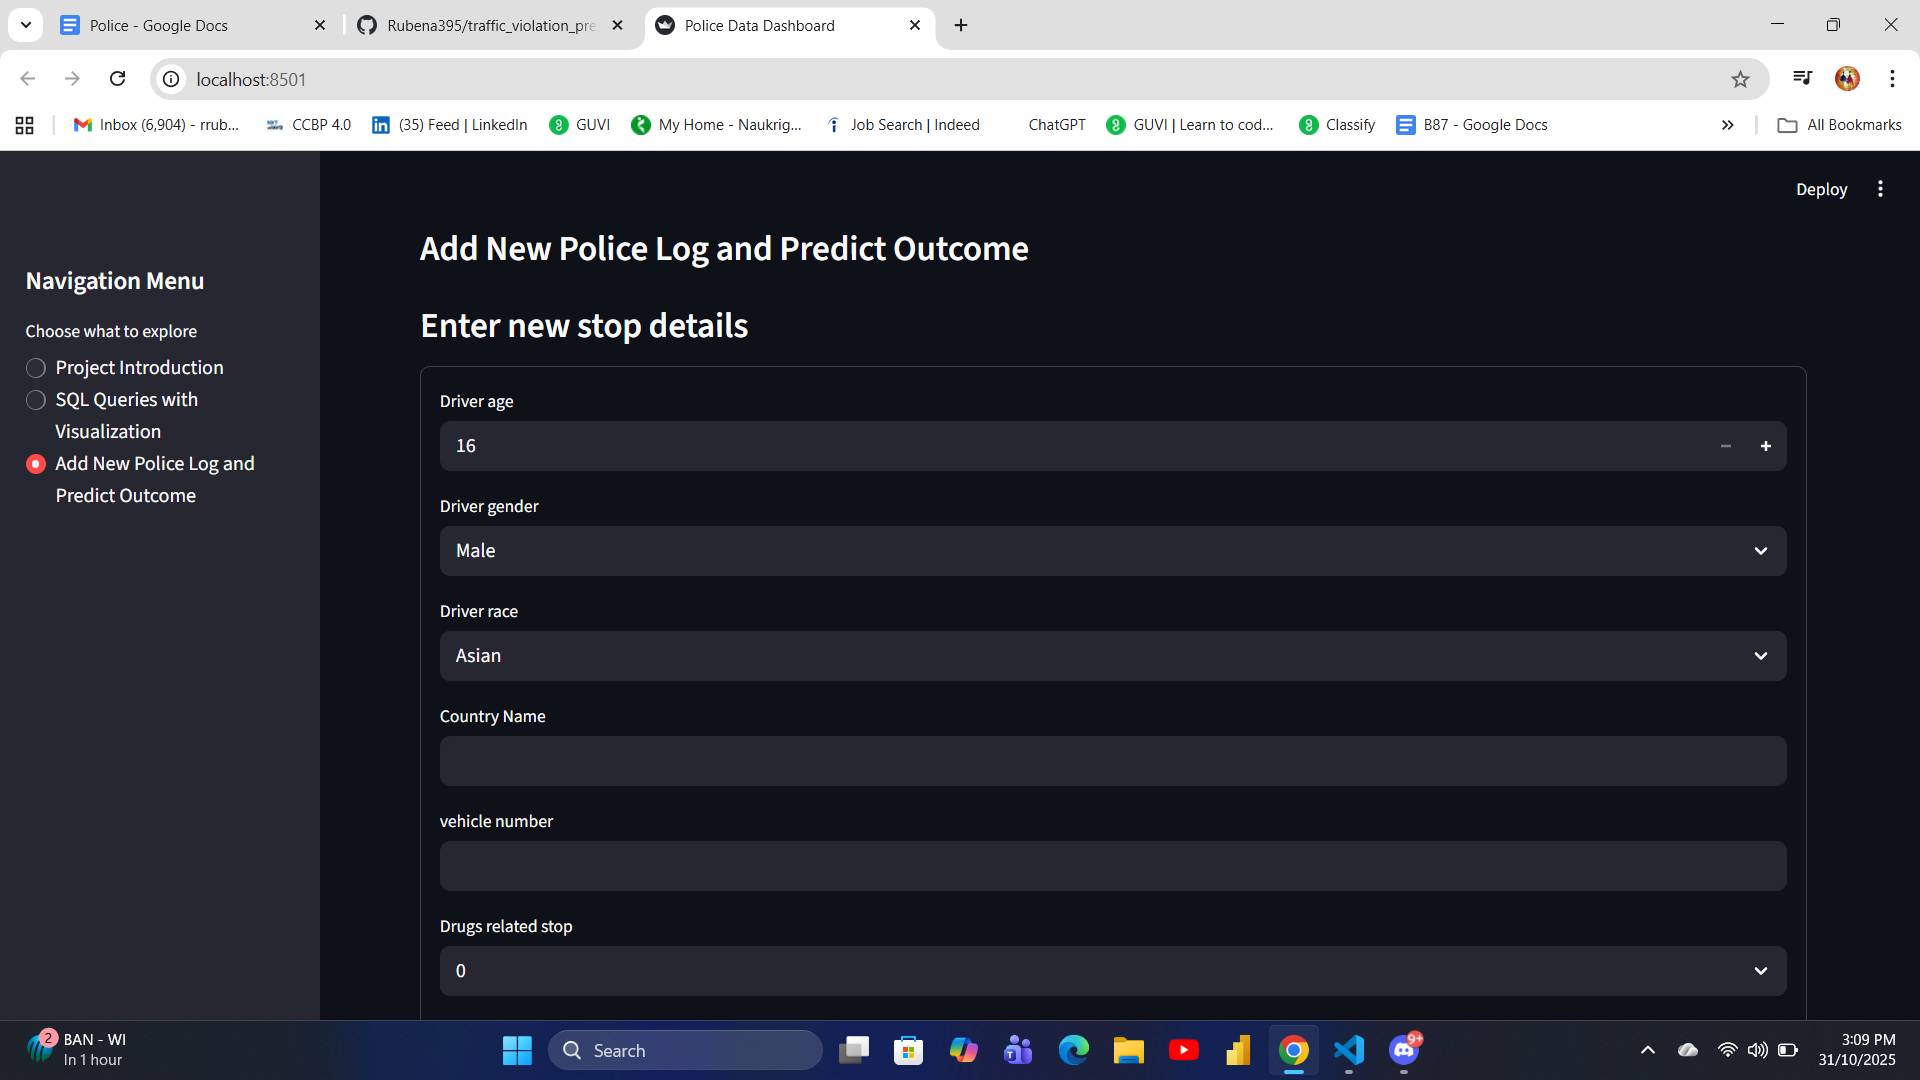 Police - Google Docs
Rubena395/traffic_violation_pre
Police Data Dashboard
localhost:8501
Inbox (6,904) - rrub...
CCBP 4.0
(35) Feed | LinkedIn
GUVI
My Home - Naukrig...
Job Search | Indeed
ChatGPT
GUVI | Learn to cod...
Classify
B87 - Google Docs
All Bookmarks
Deploy
Navigation Menu
Choose what to explore
Project Introduction
SQL Queries with
Visualization
Add New Police Log and
Predict Outcome
Add New Police Log and Predict Outcome
Enter new stop details
Driver age
16
Driver gender
Male
Driver race
Asian
Country Name
vehicle number
Drugs related stop
0
2
BAN - WI
In 1 hour
Search
9+
3:09 PM
31/10/2025